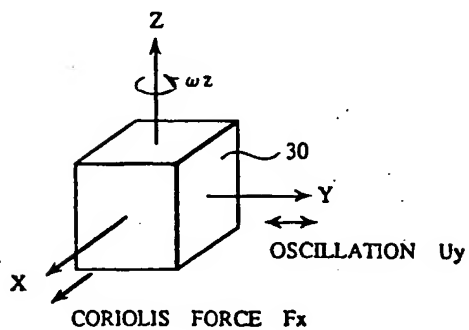 Z
ωz
30
Y
OSCILLATION Uy
X
CORIOLIS FORCE Fx